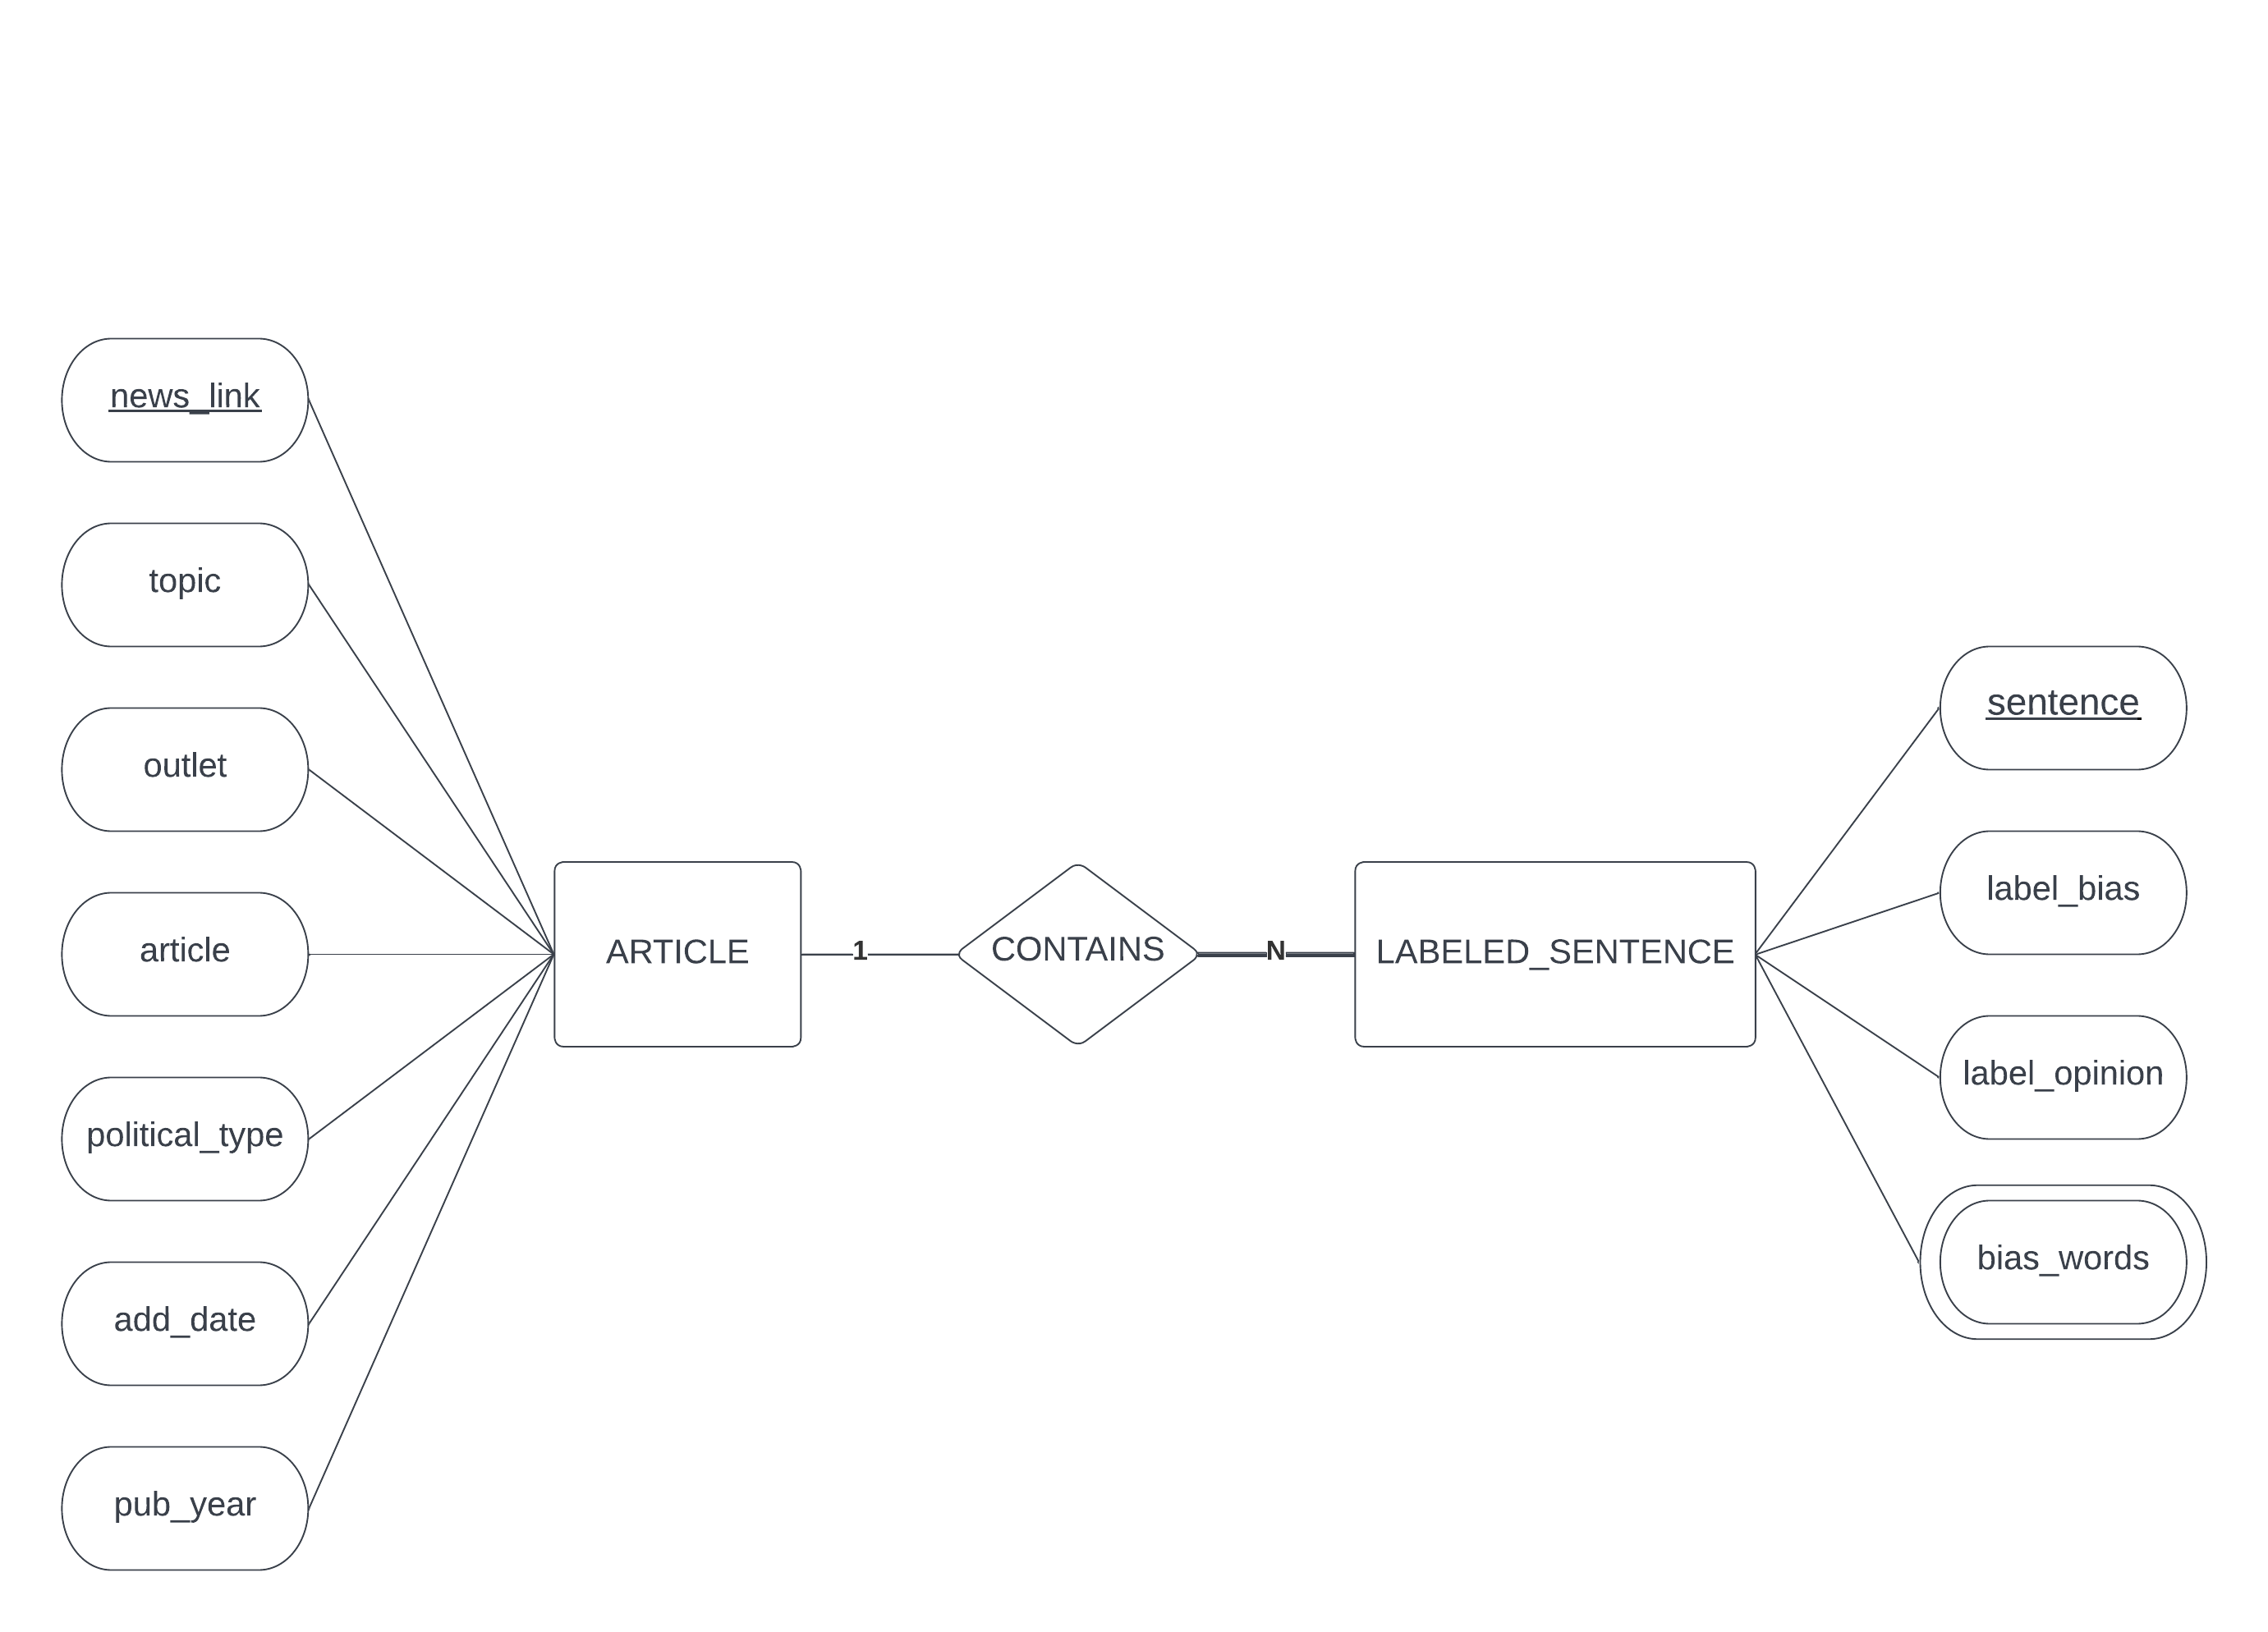 news_link
topic
outlet
article
political_type
add_date
pub_year
ARTICLE
1
CONTAINS
N
LABELED_SENTENCE
sentence
label_bias
label_opinion
bias_words